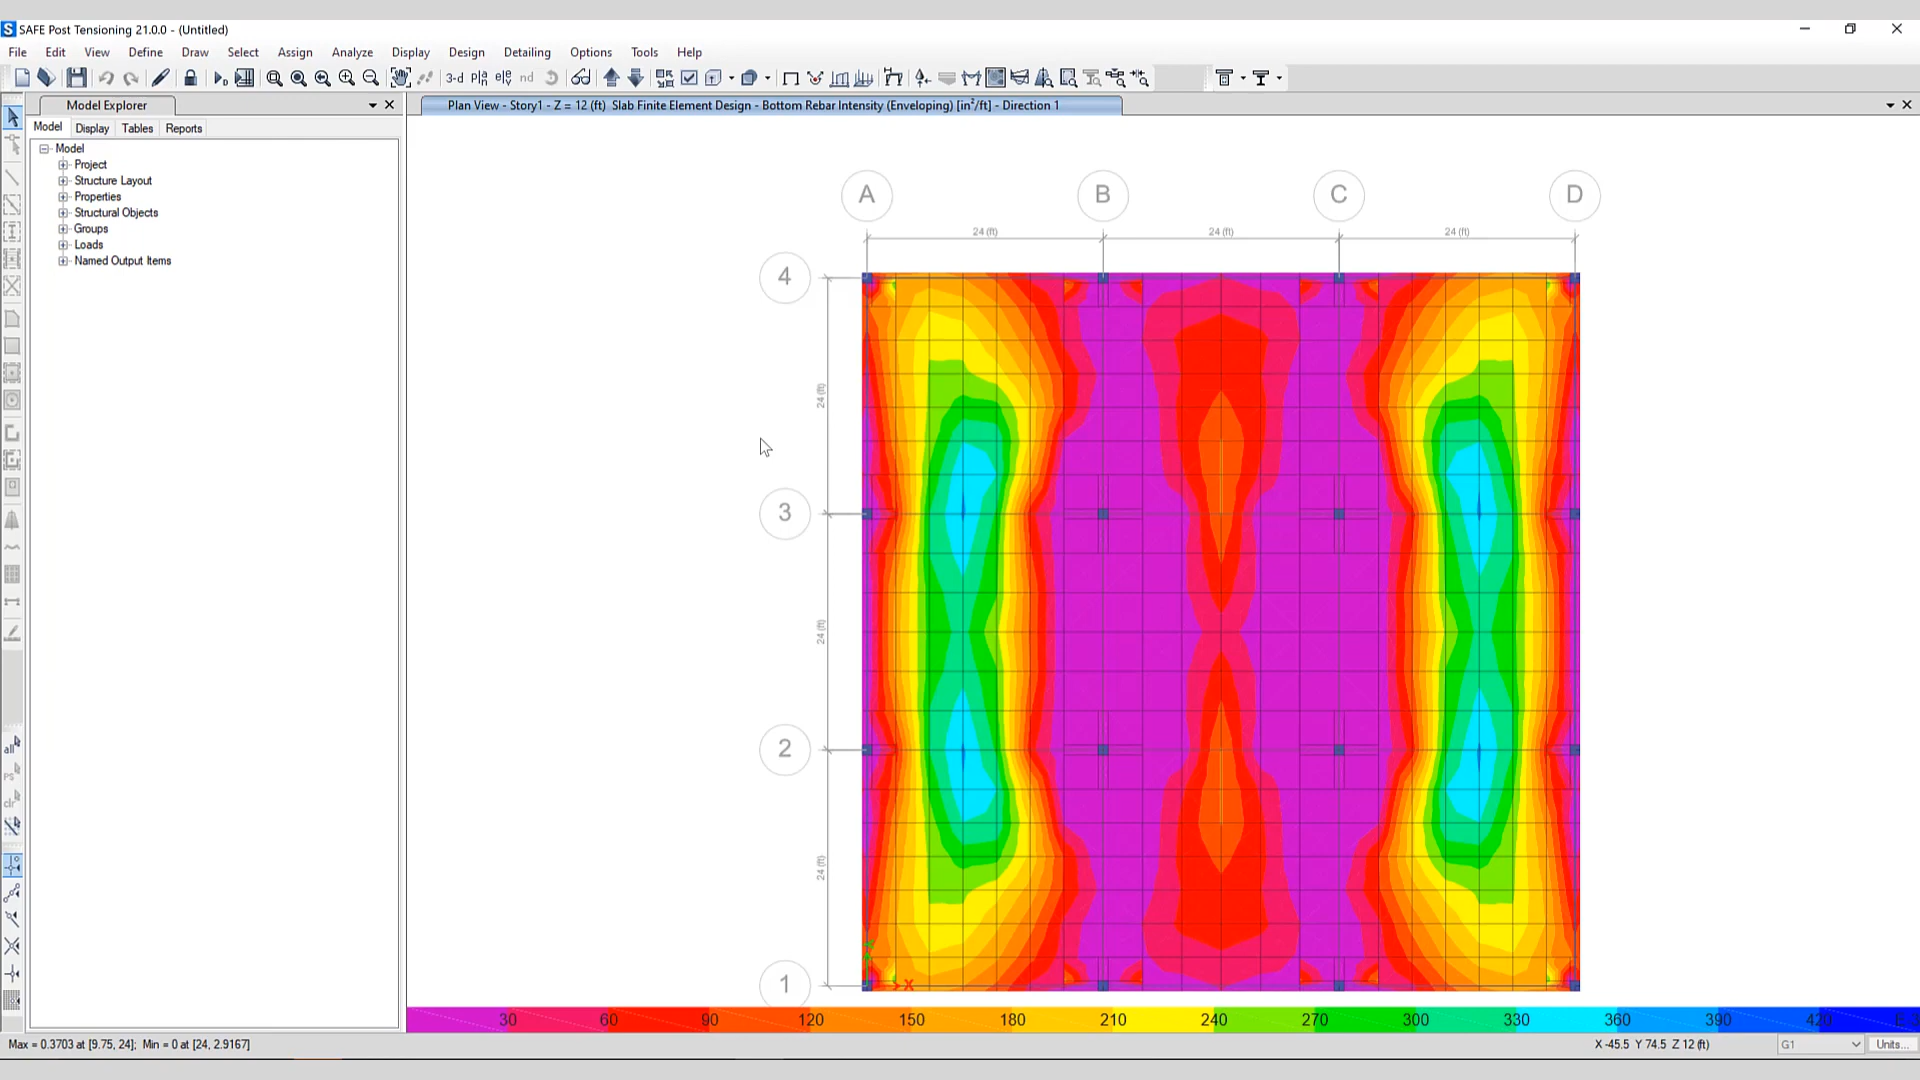 SAFE Post Tensioning 21.0.0 - (Untitled)
File Edit View Define Draw Select Assign Analyze Display Design Detailing Options Tools Help
3-d nd
Model Explorer
Plan View - Story1 - Z = 12 (ft) Slab Finite Element Design - Bottom Rebar Intensity (Enveloping) [in²/ft] - Direction 1
Model Display Tables Reports
Model
Project
Structure Layout
Properties
Structural Objects
Groups
Loads
Named Output Items
A B C D
24 (ft) 24 (ft) 24 (ft)
4
24 (ft)
3
24 (ft)
2
24 (ft)
1
X
all
ps
clr
30 60 90 120 150 180 210 240 270 300 330 360 390 420
Max = 0.3703 at [9.75, 24]; Min = 0 at [24, 2.9167]
X -45.5 Y 74.5 Z 12 (ft)
G1
Units...